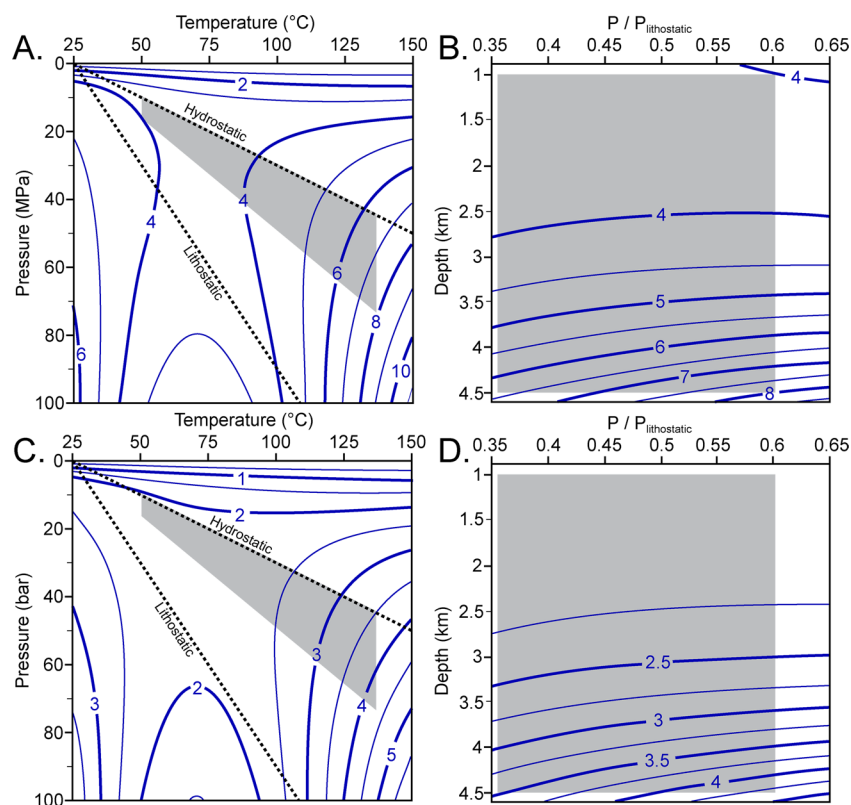 Temperature (°C)
P / Plithostatic
A.
25 50 75 100 125 150
B.
0.35 0.4 0.45 0.5 0.55 0.6 0.65
0
20
40
60
80
100
Pressure (MPa)
2
Hydrostatic
4
4
Lithostatic
6
8
6
10
1
1.5
2
2.5
3
3.5
4
4.5
Depth (km)
4
4
5
6
7
8
Temperature (°C)
P / Plithostatic
C.
25 50 75 100 125 150
D.
0.35 0.4 0.45 0.5 0.55 0.6 0.65
0
20
40
60
80
100
Pressure (bar)
1
2
Hydrostatic
Lithostatic
3
2
3
4
5
1
1.5
2
2.5
3
3.5
4
4.5
Depth (km)
2.5
3
3.5
4